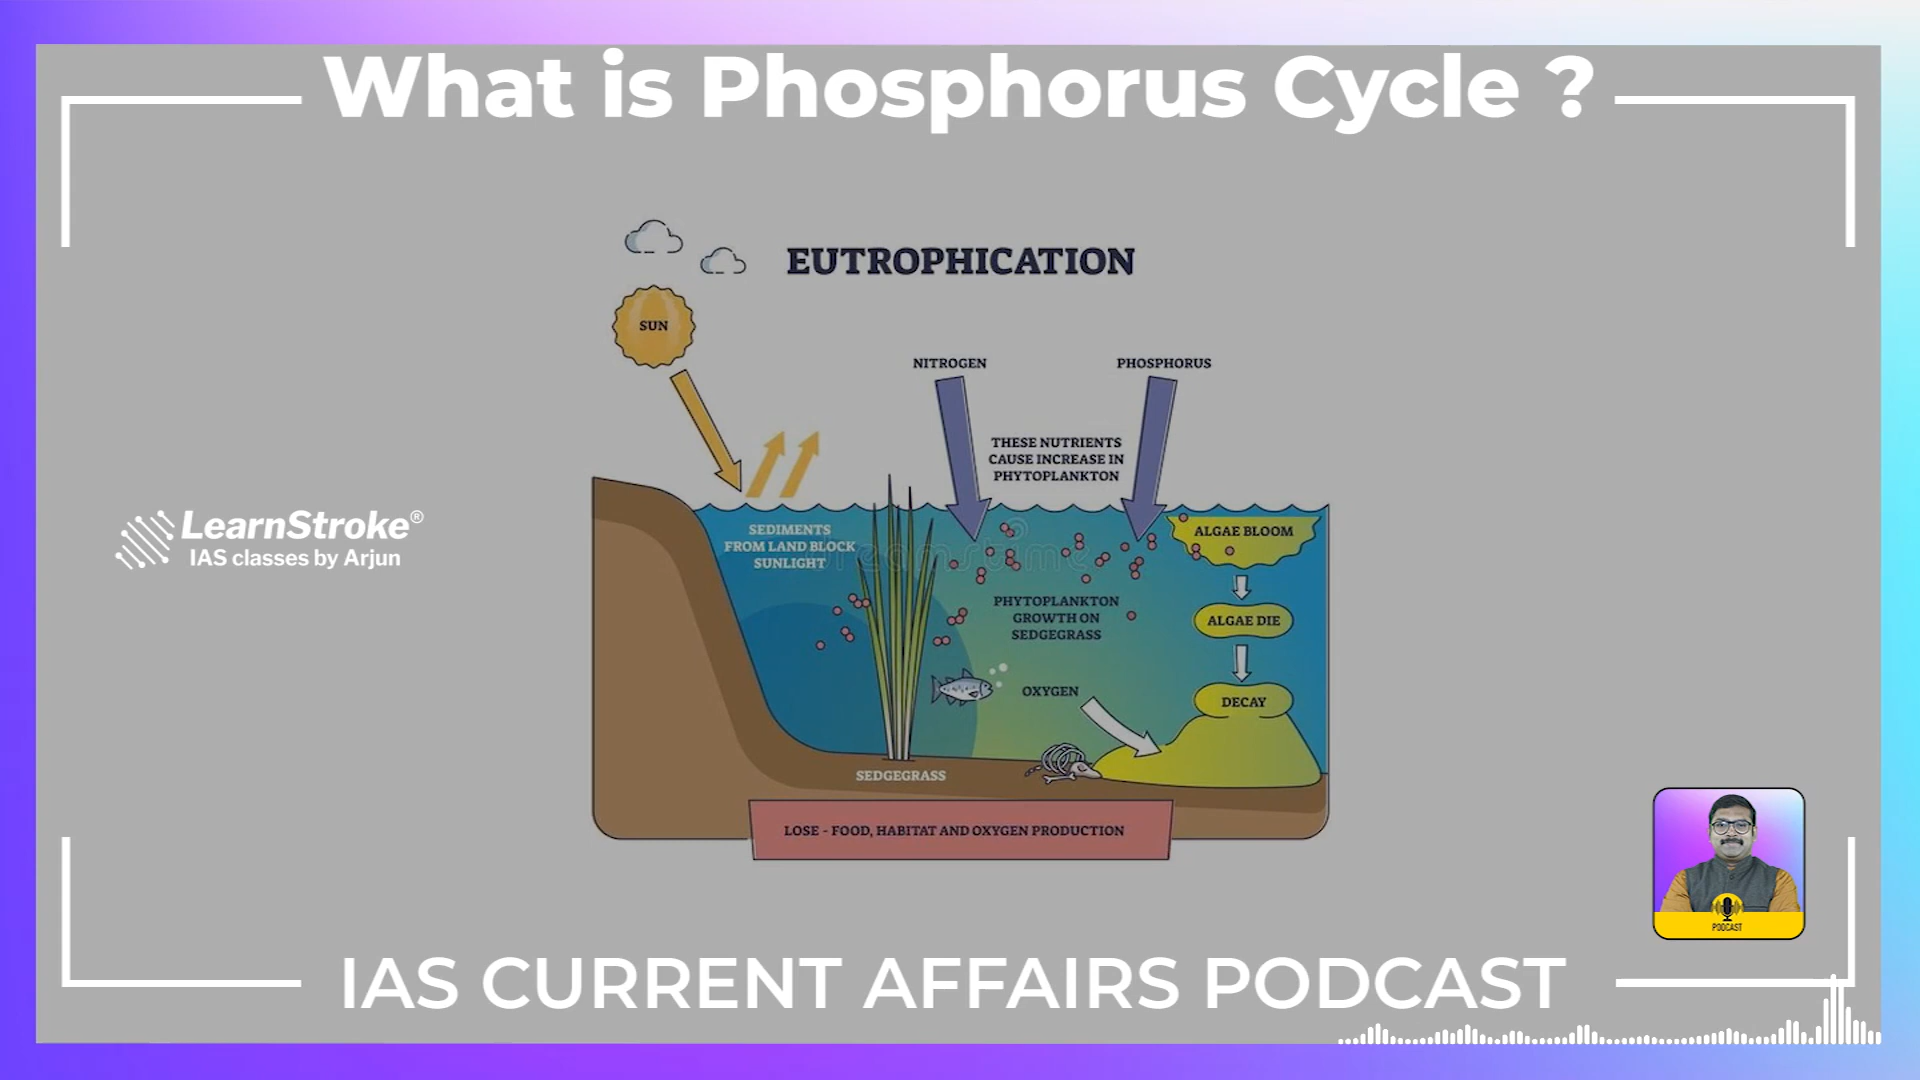 What is Phosphorus Cycle ?
EUTROPHICATION
SUN
NITROGEN
PHOSPHORUS
THESE NUTRIENTS
CAUSE INCREASE IN
PHYTOPLANKTON
SEDIMENTS
FROM LAND BLOCK
SUNLIGHT
ALGAE BLOOM
dreamstime
PHYTOPLANKTON
GROWTH ON
SEDGEGRASS
ALGAE DIE
OXYGEN
DECAY
SEDGEGRASS
LOSE - FOOD, HABITAT AND OXYGEN PRODUCTION
LearnStroke®
IAS classes by Arjun
PODCAST
IAS CURRENT AFFAIRS PODCAST